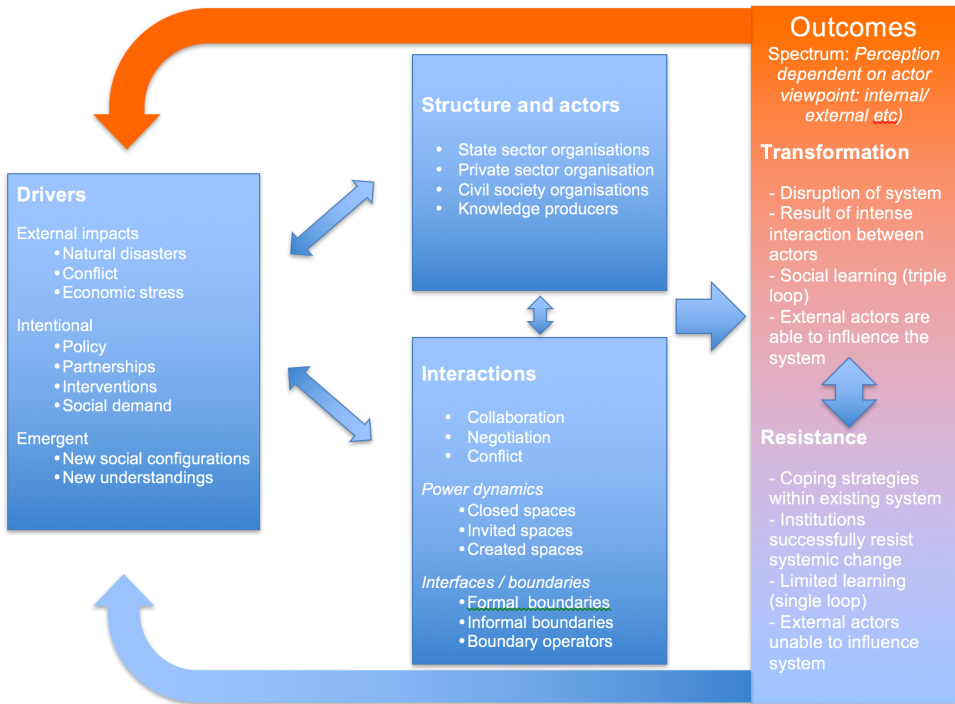 Drivers
External impacts
• Natural disasters
• Conflict
• Economic stress
Intentional
• Policy
• Partnerships
• Interventions
• Social demand
Emergent
• New social configurations
• New understandings
Structure and actors
• State sector organisations
• Private sector organisation
• Civil society organisations
• Knowledge producers
Interactions
• Collaboration
• Negotiation
• Conflict
Power dynamics
• Closed spaces
• Invited spaces
• Created spaces
Interfaces / boundaries
• Formal boundaries
• Informal boundaries
• Boundary operators
Outcomes
Spectrum: Perception
dependent on actor
viewpoint: internal/
external etc)
Transformation
- Disruption of system
- Result of intense
interaction between
actors
- Social learning (triple
loop)
- External actors are
able to influence the
system
Resistance
- Coping strategies
within existing system
- Institutions
successfully resist
systemic change
- Limited learning
(single loop)
- External actors
unable to influence
system